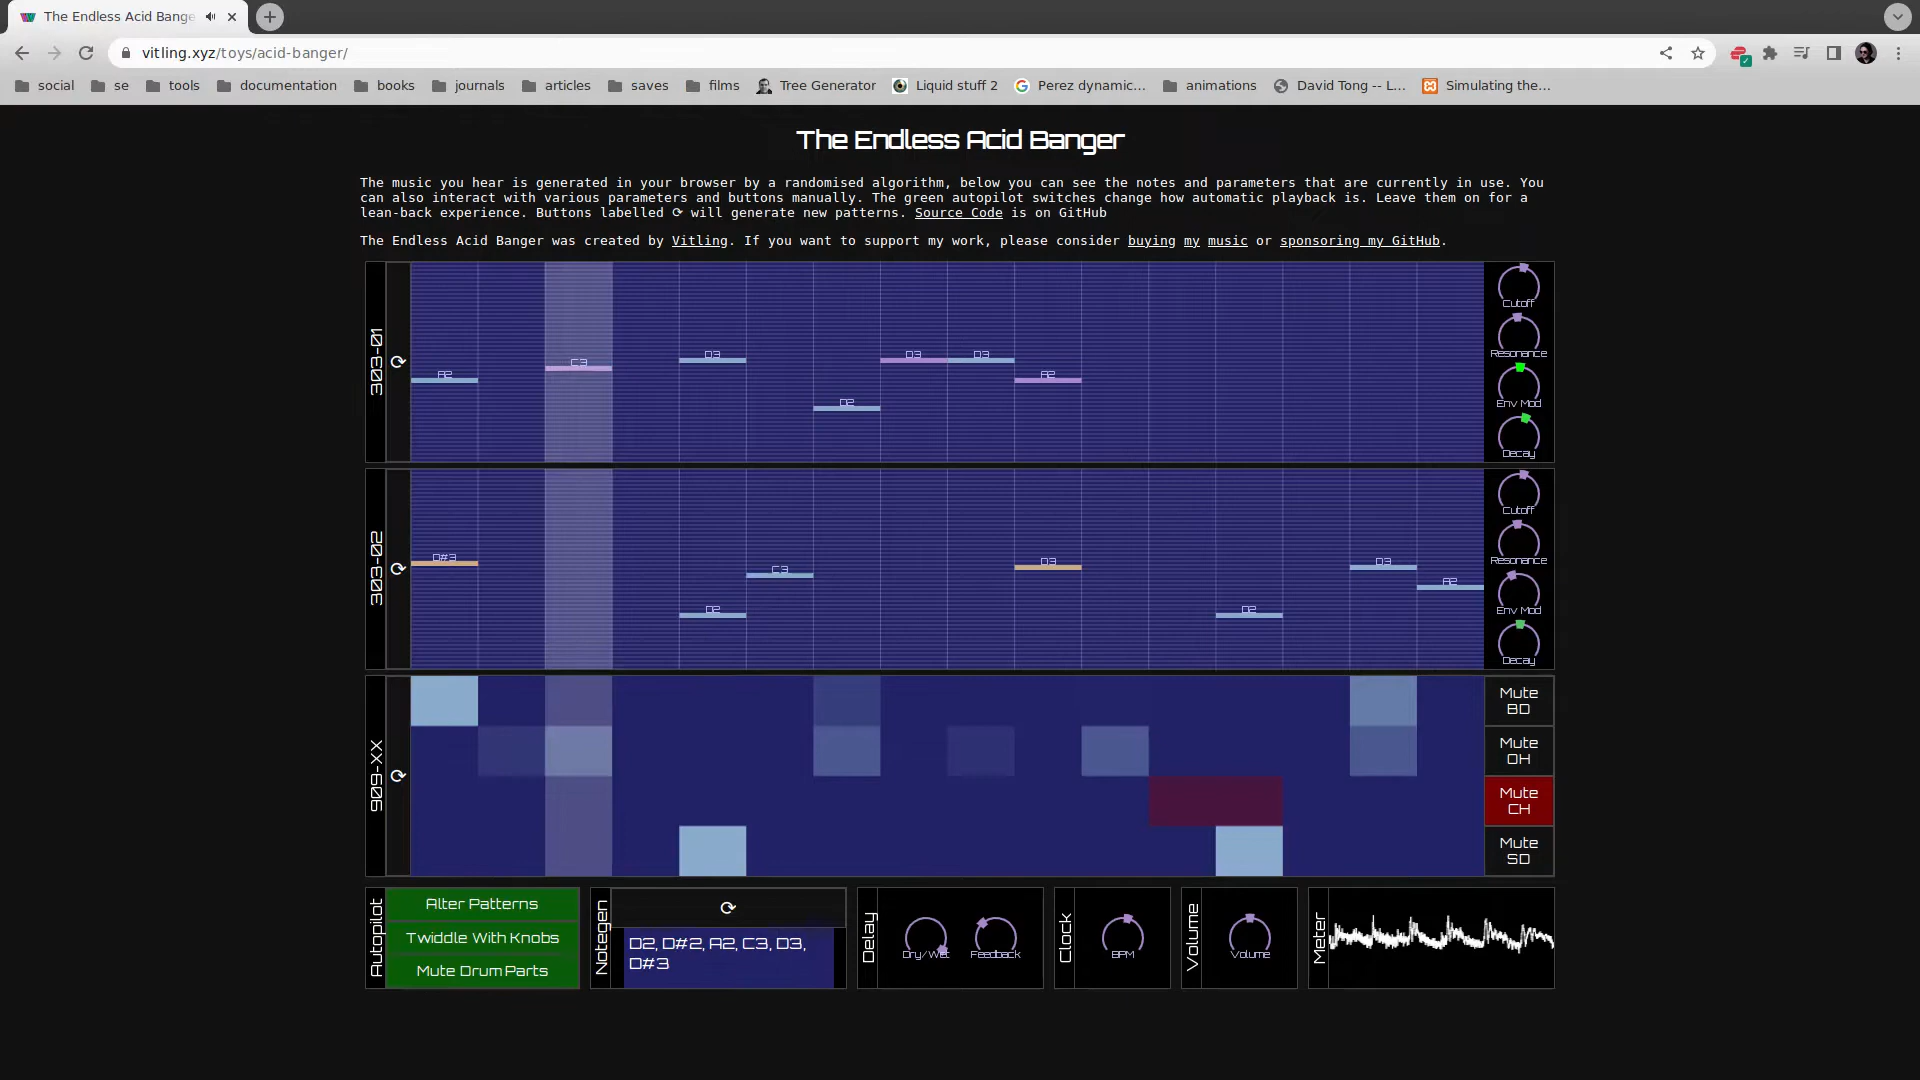 The Endless Acid Bange
vitling.xyz/toys/acid-banger/
social
se
tools
documentation
books
journals
articles
saves
films
Tree Generator
Liquid stuff 2
Perez dynamic...
animations
David Tong -- L...
Simulating the...
The Endless Acid Banger
The music you hear is generated in your browser by a randomised algorithm, below you can see the notes and parameters that are currently in use. You
can also interact with various parameters and buttons manually. The green autopilot switches change how automatic playback is. Leave them on for a
lean-back experience. Buttons labelled ⟳ will generate new patterns. Source Code is on GitHub
The Endless Acid Banger was created by Vitling. If you want to support my work, please consider buying my music or sponsoring my GitHub.
303-01
⟳
A2
C3
D3
D2
D3
D3
A2
Cutoff
Resonance
Env Mod
Decay
303-02
⟳
D#3
D2
C3
D3
D2
D3
A2
Cutoff
Resonance
Env Mod
Decay
909-XX
⟳
Mute
BD
Mute
OH
Mute
CH
Mute
SD
Autopilot
Alter Patterns
Twiddle With Knobs
Mute Drum Parts
Notegen
⟳
D2, D#2, A2, C3, D3,
D#3
Delay
Dry/Wet
Feedback
Clock
BPM
Volume
Volume
Meter